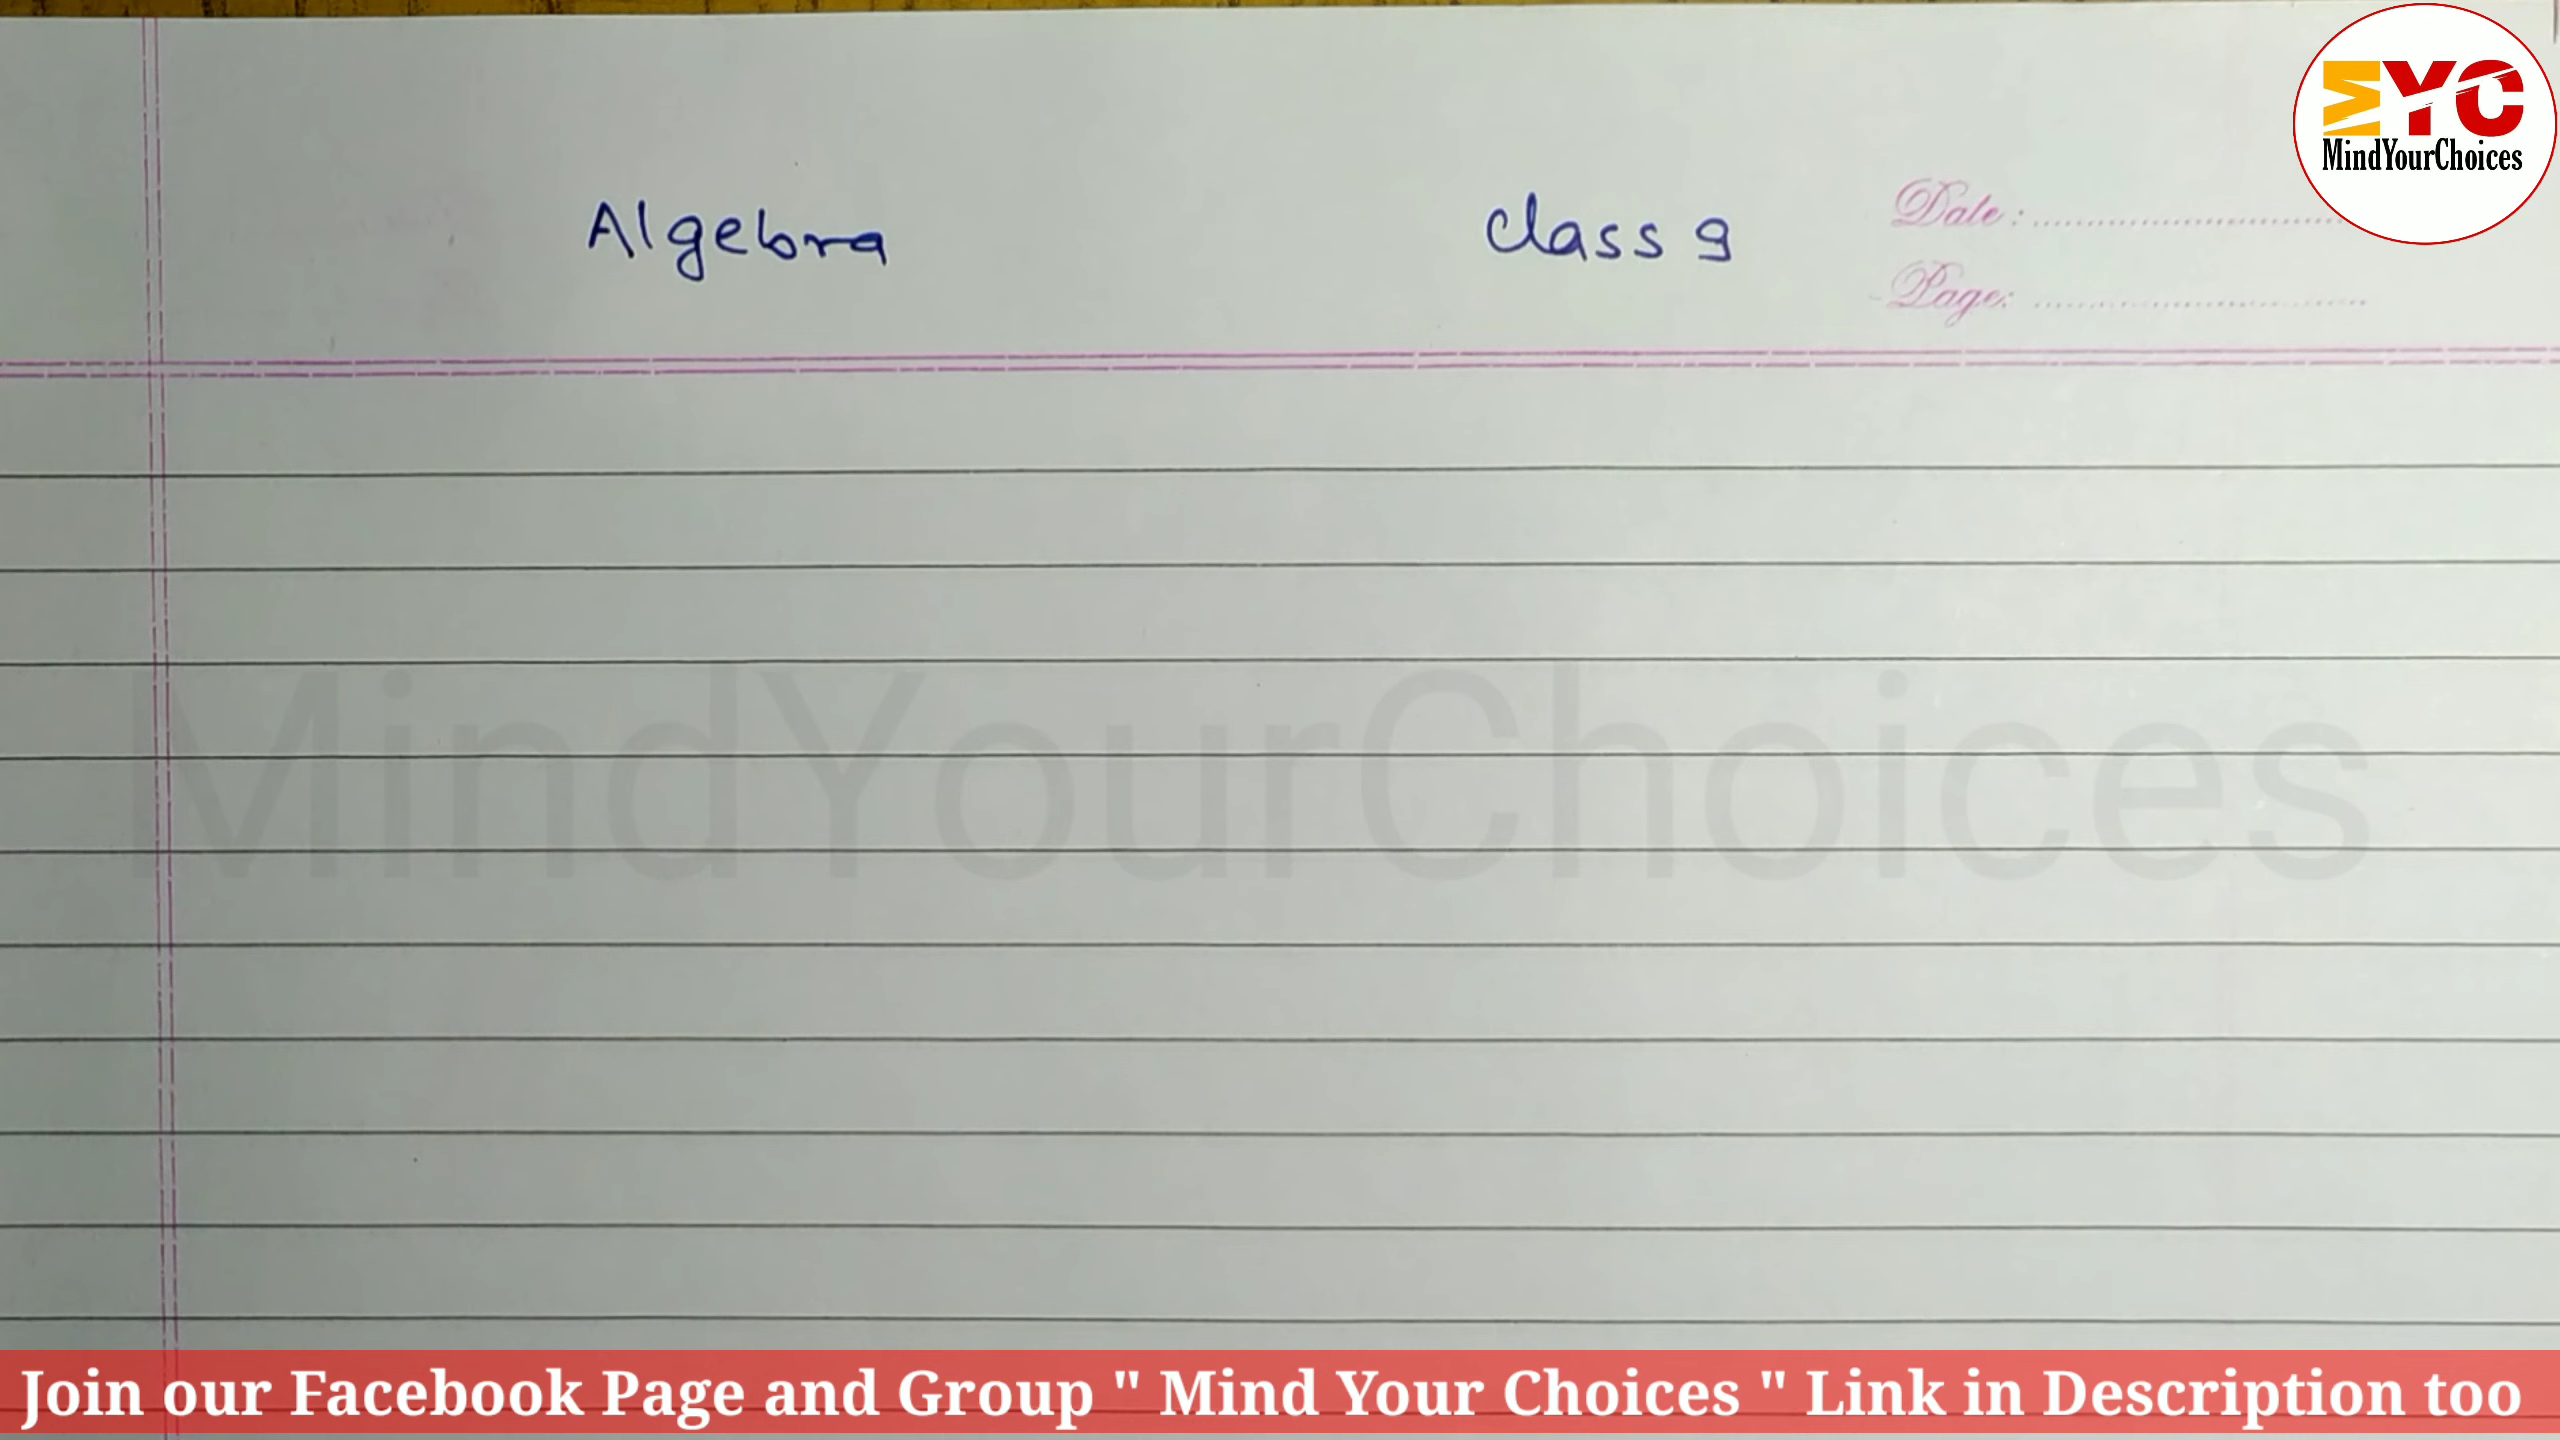 MYC
MindYourChoices
Algebra Class 9
Date :
Page:
MindYourChoices
Join our Facebook Page and Group " Mind Your Choices " Link in Description too